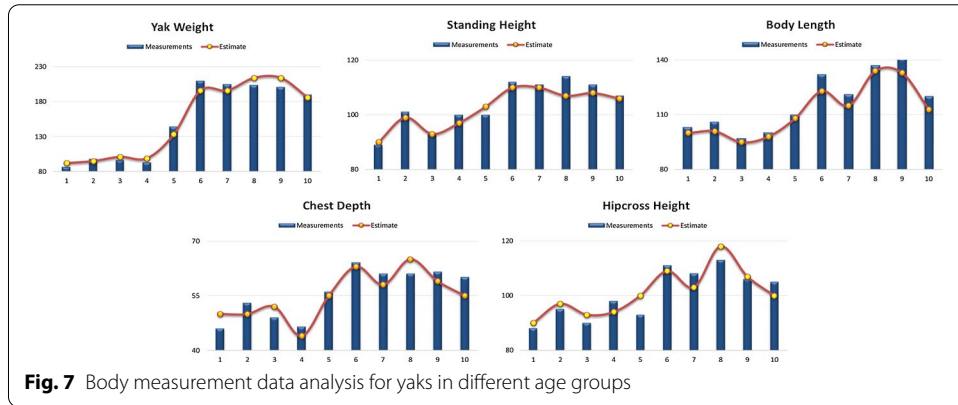 Yak Weight
Measurements Estimate
230
180
130
80
1 2 3 4 5 6 7 8 9 10
Standing Height
Measurements Estimate
120
110
100
90
80
1 2 3 4 5 6 7 8 9 10
Body Length
Measurements Estimate
140
110
80
1 2 3 4 5 6 7 8 9 10
Chest Depth
Measurements Estimate
70
55
40
1 2 3 4 5 6 7 8 9 10
Hipcross Height
Measurements Estimate
120
100
80
1 2 3 4 5 6 7 8 9 10
Fig. 7 Body measurement data analysis for yaks in different age groups